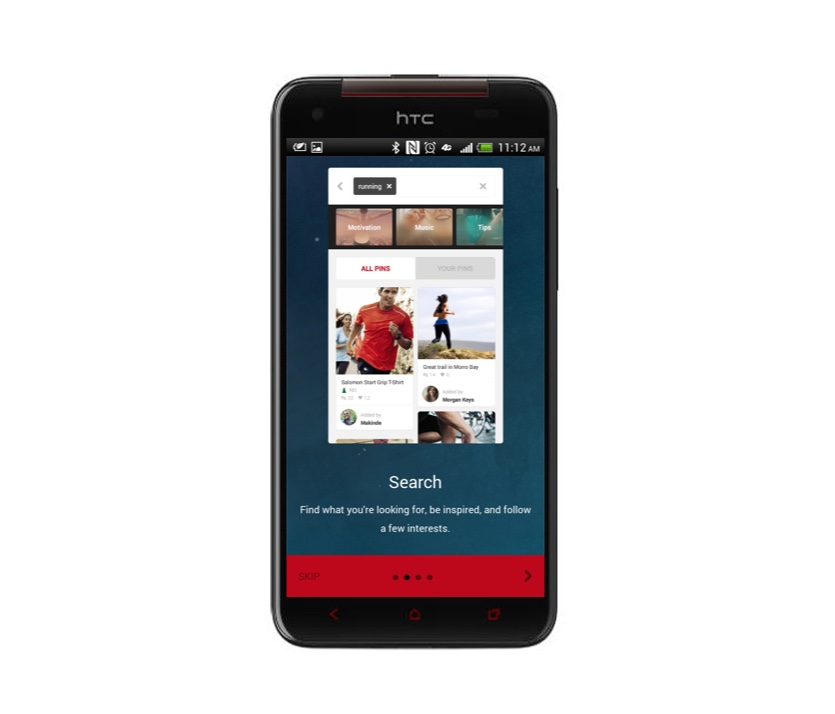 hTC
11:12 AM
running ×
Motivation Music Tips
ALL PINS YOUR PINS
Salomon Start Grip T-Shirt
Great trail in Morro Bay
Added by
Morgan Keys
Added by
Makinde
Search
Find what you're looking for, be inspired, and follow
a few interests.
SKIP